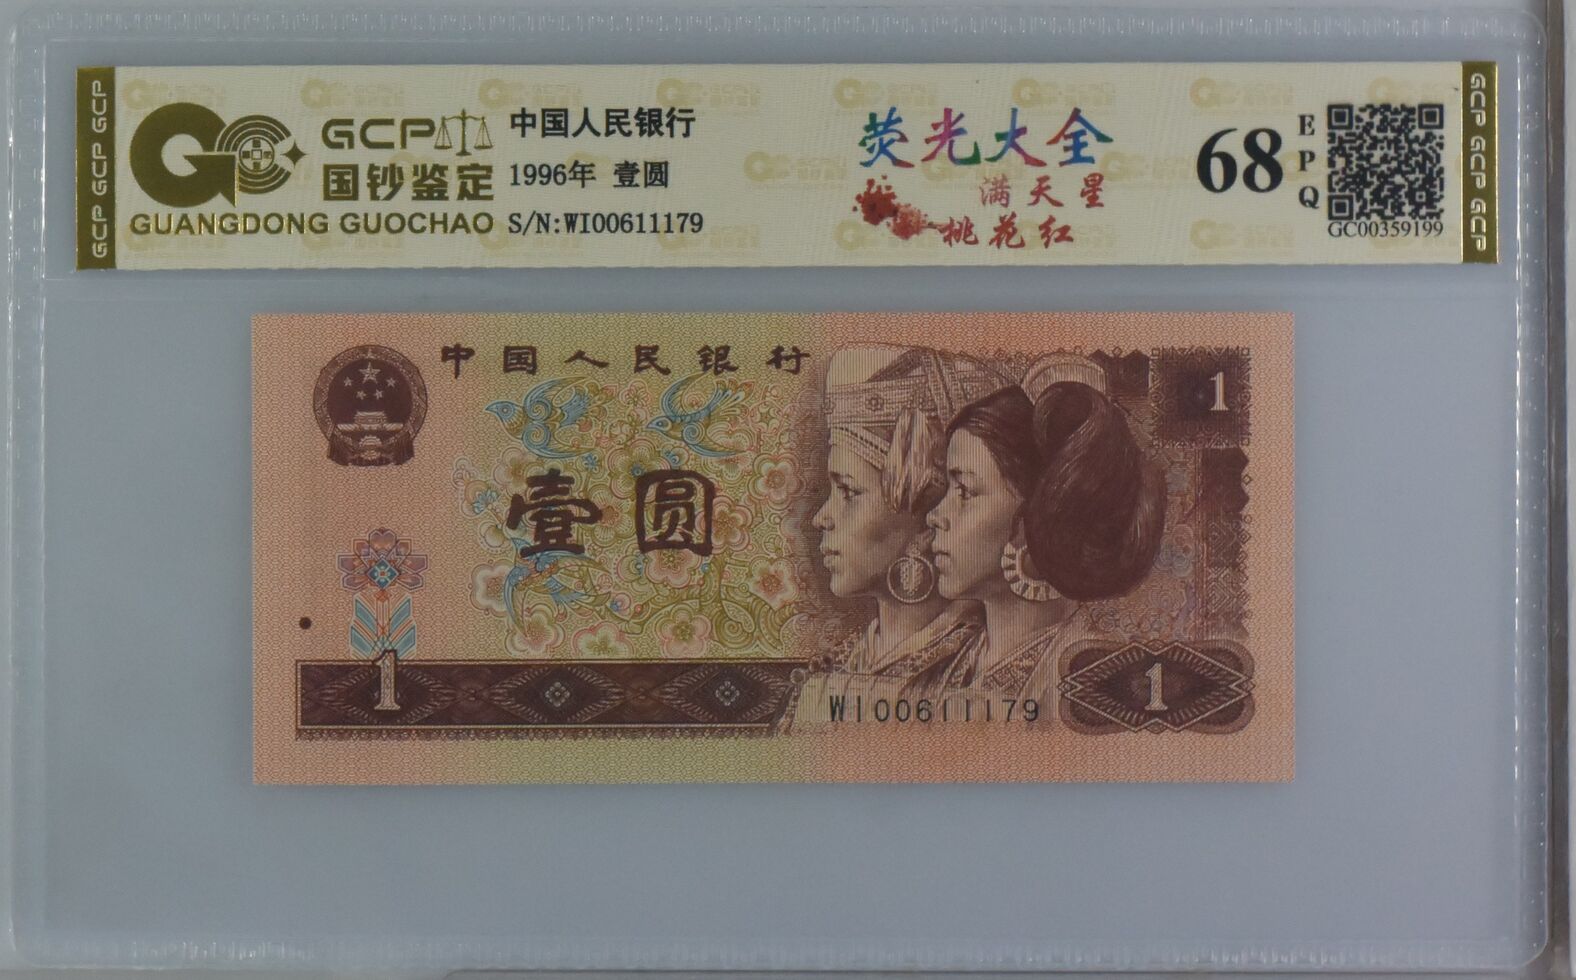 GCP GCP GCP
GCP
国钞鉴定
GUANGDONG GUOCHAO
中国人民银行
1996年 壹圆
S/N:WI00611179
荧光大全
满天星
桃花红
68
EPQ
GC00359199
GCP GCP GCP
中国人民银行
1
壹圆
1
WI00611179
1